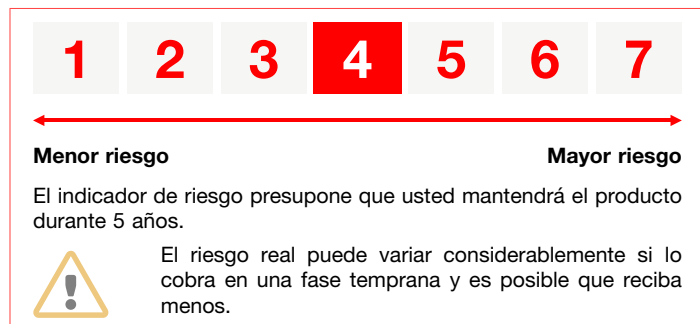 1 2 3 4 5 6 7
Menor riesgo Mayor riesgo
El indicador de riesgo presupone que usted mantendrá el producto
durante 5 años.
El riesgo real puede variar considerablemente si lo
cobra en una fase temprana y es posible que reciba
menos.